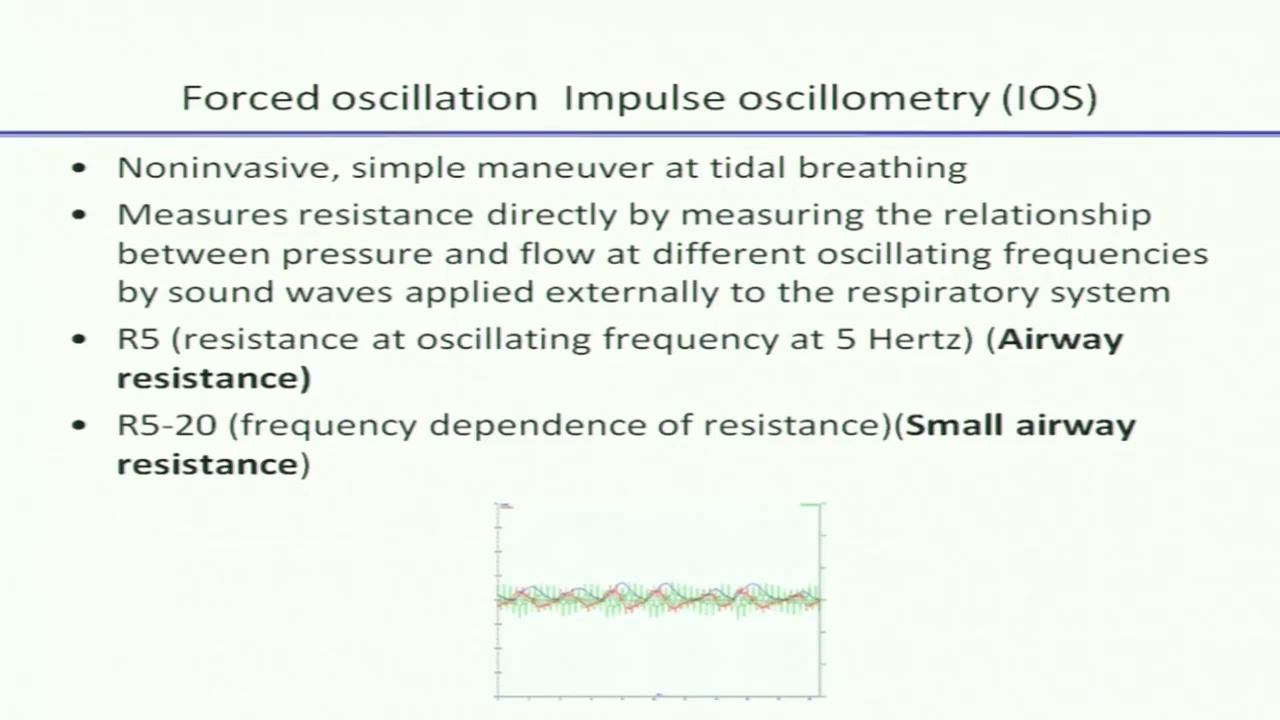 Forced oscillation  Impulse oscillometry (IOS)
• Noninvasive, simple maneuver at tidal breathing
• Measures resistance directly by measuring the relationship
between pressure and flow at different oscillating frequencies
by sound waves applied externally to the respiratory system
• R5 (resistance at oscillating frequency at 5 Hertz) (Airway
resistance)
• R5-20 (frequency dependence of resistance)(Small airway
resistance)